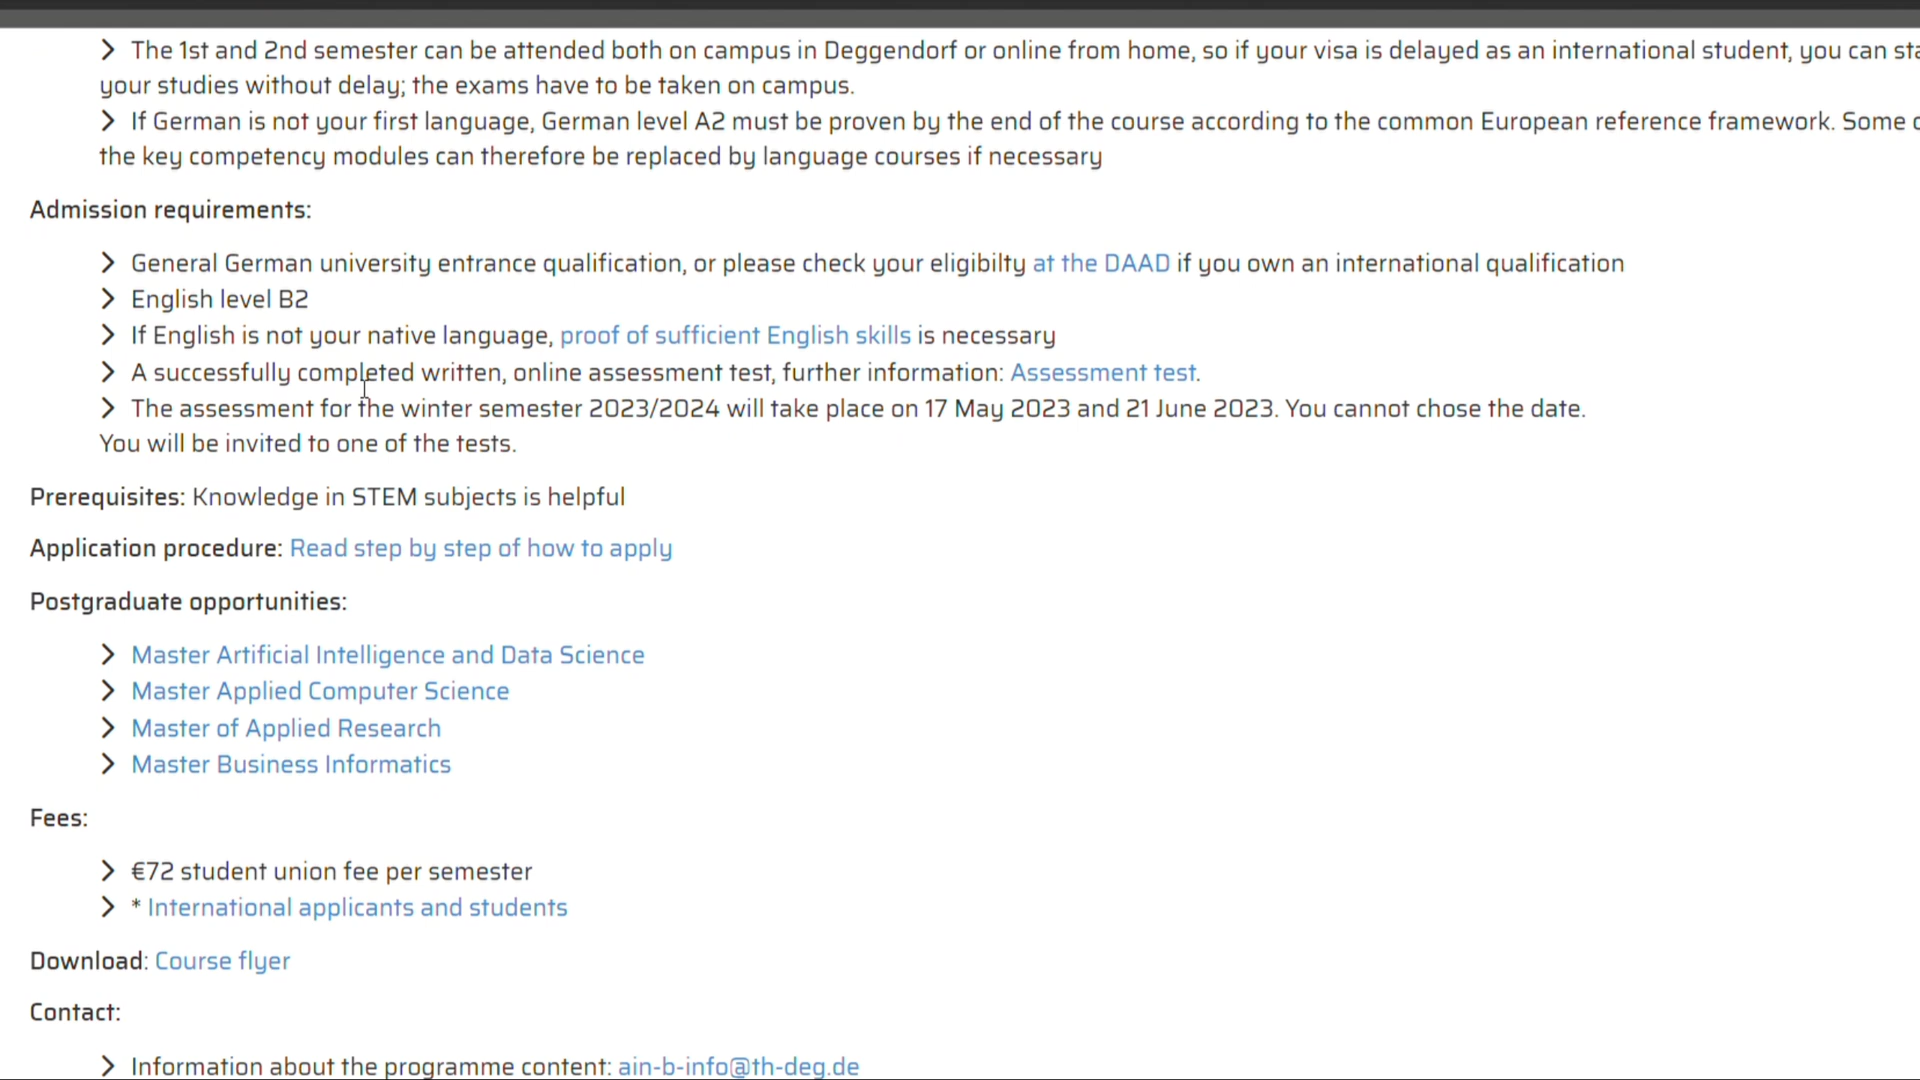 The 1st and 2nd semester can be attended both on campus in Deggendorf or online from home, so if your visa is delayed as an international student, you can
your studies without delay; the exams have to be taken on campus.
If German is not your first language, German level A2 must be proven by the end of the course according to the common European reference framework. Some
the key competency modules can therefore be replaced by language courses if necessary
Admission requirements:
General German university entrance qualification, or please check your eligibilty at the DAAD if you own an international qualification
English level B2
If English is not your native language, proof of sufficient English skills is necessary
A successfully completed written, online assessment test, further information: Assessment test.
The assessment for the winter semester 2023/2024 will take place on 17 May 2023 and 21 June 2023. You cannot chose the date.
You will be invited to one of the tests.
Prerequisites: Knowledge in STEM subjects is helpful
Application procedure: Read step by step of how to apply
Postgraduate opportunities:
Master Artificial Intelligence and Data Science
Master Applied Computer Science
Master of Applied Research
Master Business Informatics
Fees:
€72 student union fee per semester
* International applicants and students
Download: Course flyer
Contact:
Information about the programme content: ain-b-info@th-deg.de